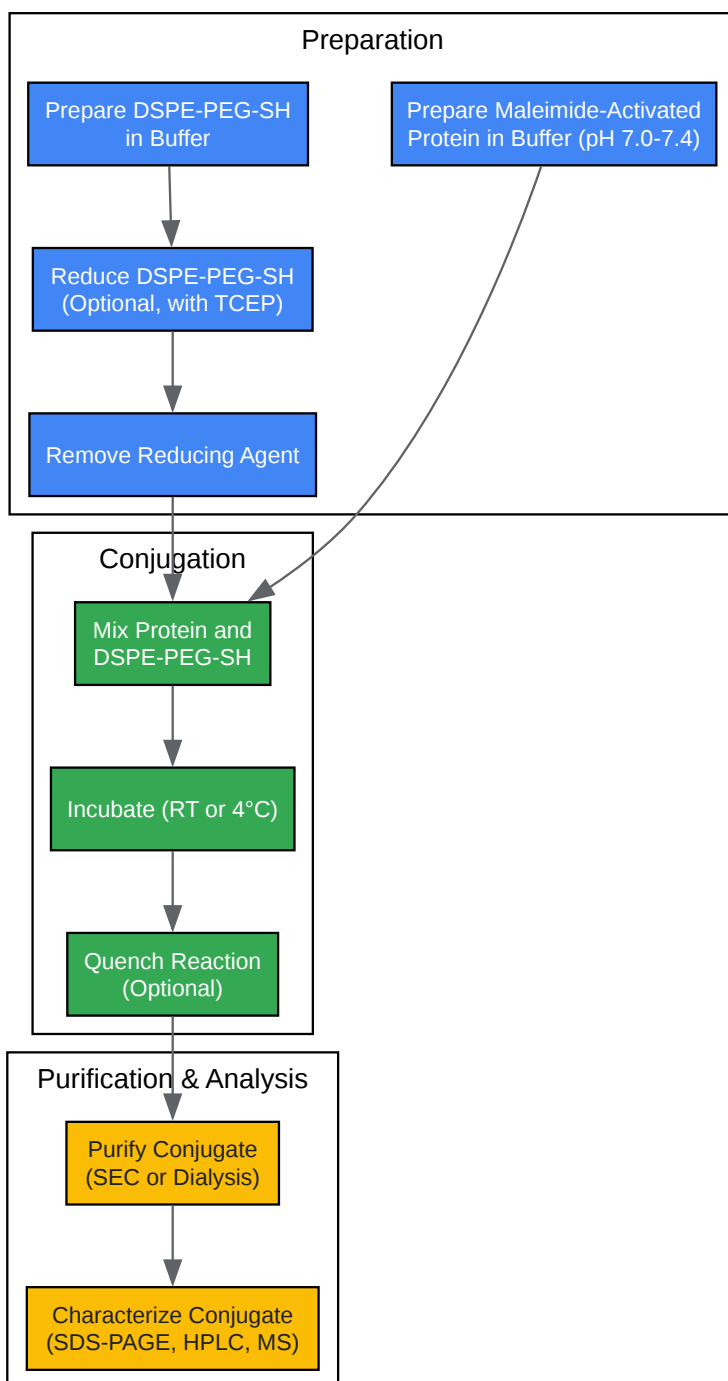 Preparation
Prepare DSPE-PEG-SH
in Buffer
Prepare Maleimide-Activated
Protein in Buffer (pH 7.0-7.4)
Reduce DSPE-PEG-SH
(Optional, with TCEP)
Remove Reducing Agent
Conjugation
Mix Protein and
DSPE-PEG-SH
Incubate (RT or 4°C)
Quench Reaction
(Optional)
Purification & Analysis
Purify Conjugate
(SEC or Dialysis)
Characterize Conjugate
(SDS-PAGE, HPLC, MS)